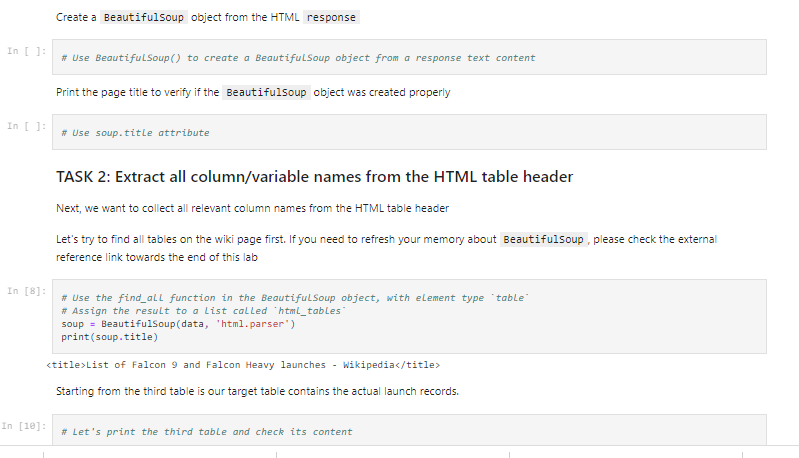 Create a BeautifulSoup object from the HTML response
In [ ]:
# Use BeautifulSoup() to create a BeautifulSoup object from a response text content
Print the page title to verify if the BeautifulSoup object was created properly
In [ ]:
# Use soup.title attribute
TASK 2: Extract all column/variable names from the HTML table header
Next, we want to collect all relevant column names from the HTML table header
Let's try to find all tables on the wiki page first. If you need to refresh your memory about BeautifulSoup , please check the external
reference link towards the end of this lab
In [8]:
# Use the find_all function in the BeautifulSoup object, with element type `table`
# Assign the result to a list called `html_tables`
soup = BeautifulSoup(data, 'html.parser')
print(soup.title)
<title>List of Falcon 9 and Falcon Heavy launches - Wikipedia</title>
Starting from the third table is our target table contains the actual launch records.
In [10]:
# Let's print the third table and check its content